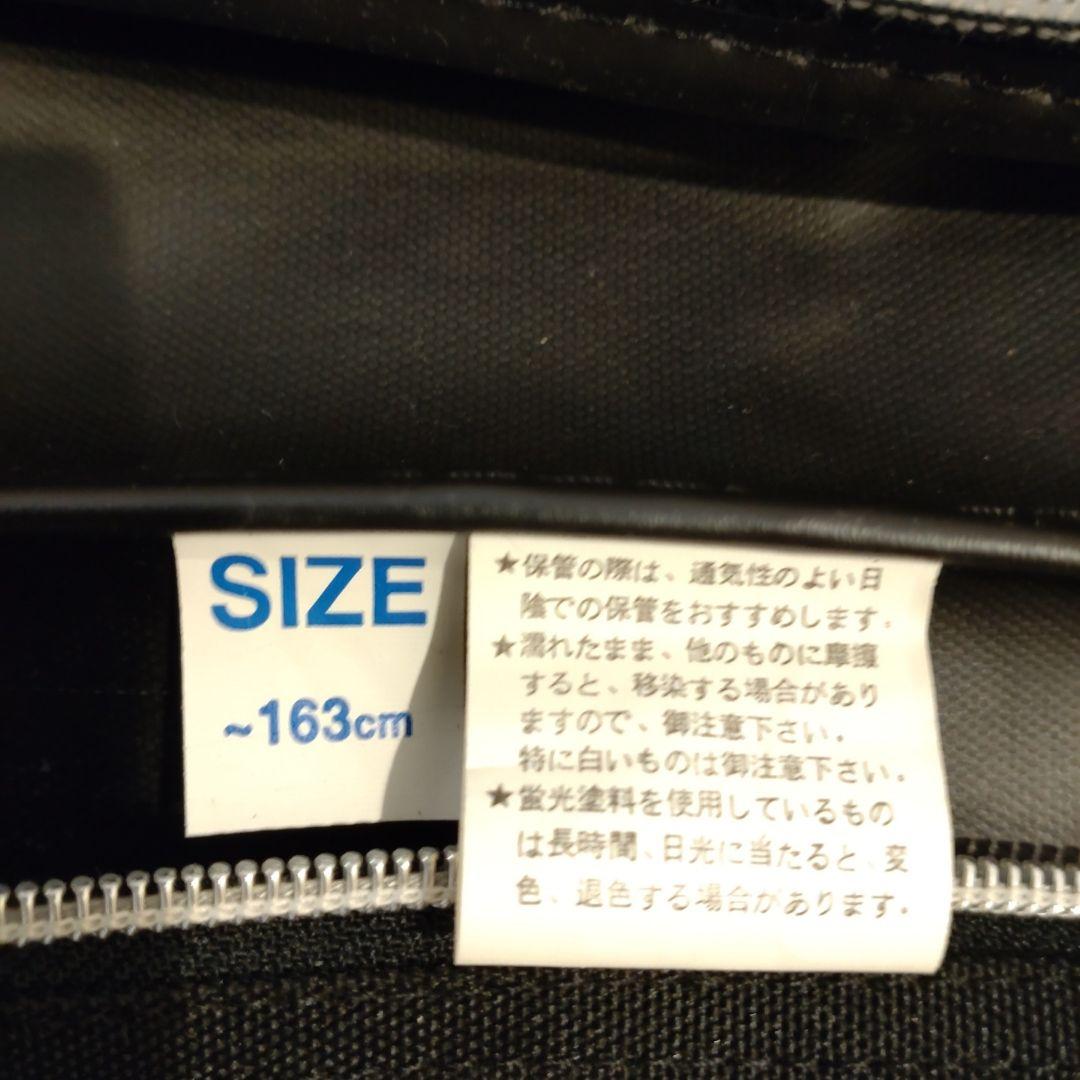 SIZE
~163cm
★保管の際は、通気性のよい日
陰での保管をおすすめします.
★濡れたまま、他のものに摩擦
すると、移染する場合があり
ますので、御注意下さい.
特に白いものは御注意下さい.
★蛍光塗料を使用しているもの
は長時間、日光に当たると、変
色、退色する場合があります.